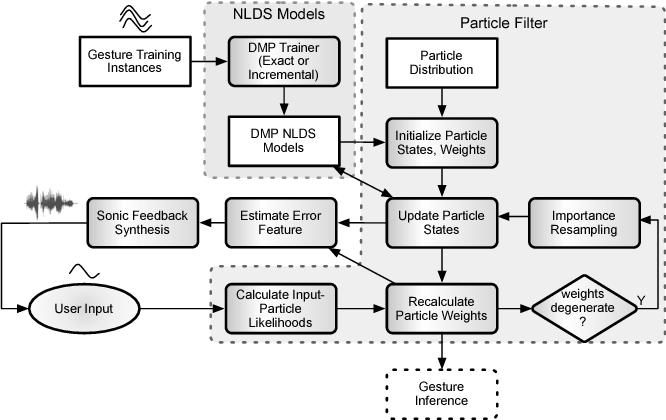 NLDS Models
Particle Filter
Gesture Training
Instances
DMP Trainer
(Exact or
Incremental)
Particle
Distribution
DMP NLDS
Models
Initialize Particle
States, Weights
Sonic Feedback
Synthesis
Estimate Error
Feature
Update Particle
States
Importance
Resampling
User Input
Calculate Input-
Particle
Likelihoods
Recalculate
Particle Weights
weights
degenerate
?
Y
Gesture
Inference